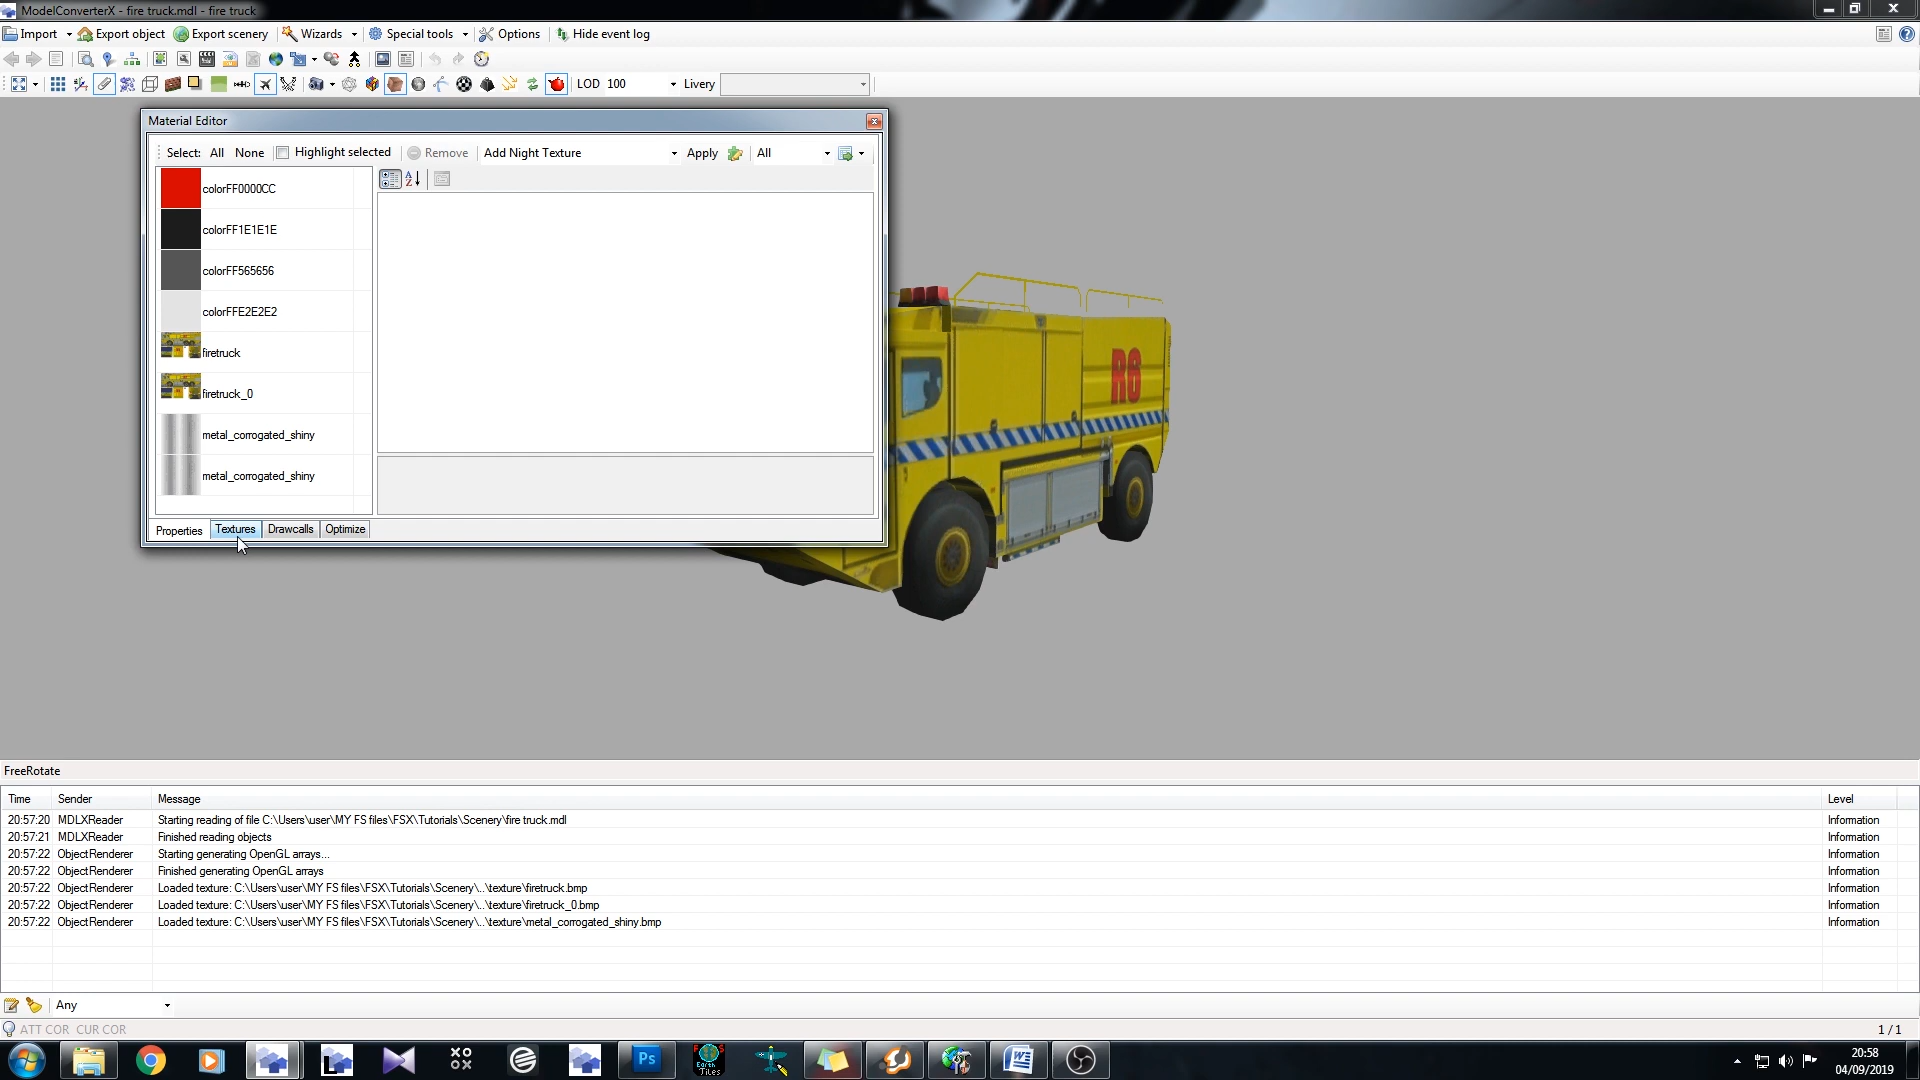 ModelConverterX - fire truck.mdl - fire truck
Import Export object Export scenery Wizards Special tools Options Hide event log
LOD 100 Livery
Material Editor
Select: All None Highlight selected Remove Add Night Texture Apply All
colorFF0000CC
colorFF1E1E1E
colorFF565656
colorFFE2E2E2
firetruck
firetruck_0
metal_corrogated_shiny
metal_corrogated_shiny
Properties Textures Drawcalls Optimize
R6
FreeRotate
Time Sender Message Level
20:57:20 MDLXReader Starting reading of file C:\Users\user\MY FS files\FSX\Tutorials\Scenery\fire truck.mdl Information
20:57:21 MDLXReader Finished reading objects Information
20:57:22 ObjectRenderer Starting generating OpenGL arrays... Information
20:57:22 ObjectRenderer Finished generating OpenGL arrays Information
20:57:22 ObjectRenderer Loaded texture: C:\Users\user\MY FS files\FSX\Tutorials\Scenery\..\texture\firetruck.bmp Information
20:57:22 ObjectRenderer Loaded texture: C:\Users\user\MY FS files\FSX\Tutorials\Scenery\..\texture\firetruck_0.bmp Information
20:57:22 ObjectRenderer Loaded texture: C:\Users\user\MY FS files\FSX\Tutorials\Scenery\..\texture\metal_corrogated_shiny.bmp Information
Any
ATT COR CUR COR 1 / 1
Ps
Earth
Tiles
20:58
04/09/2019